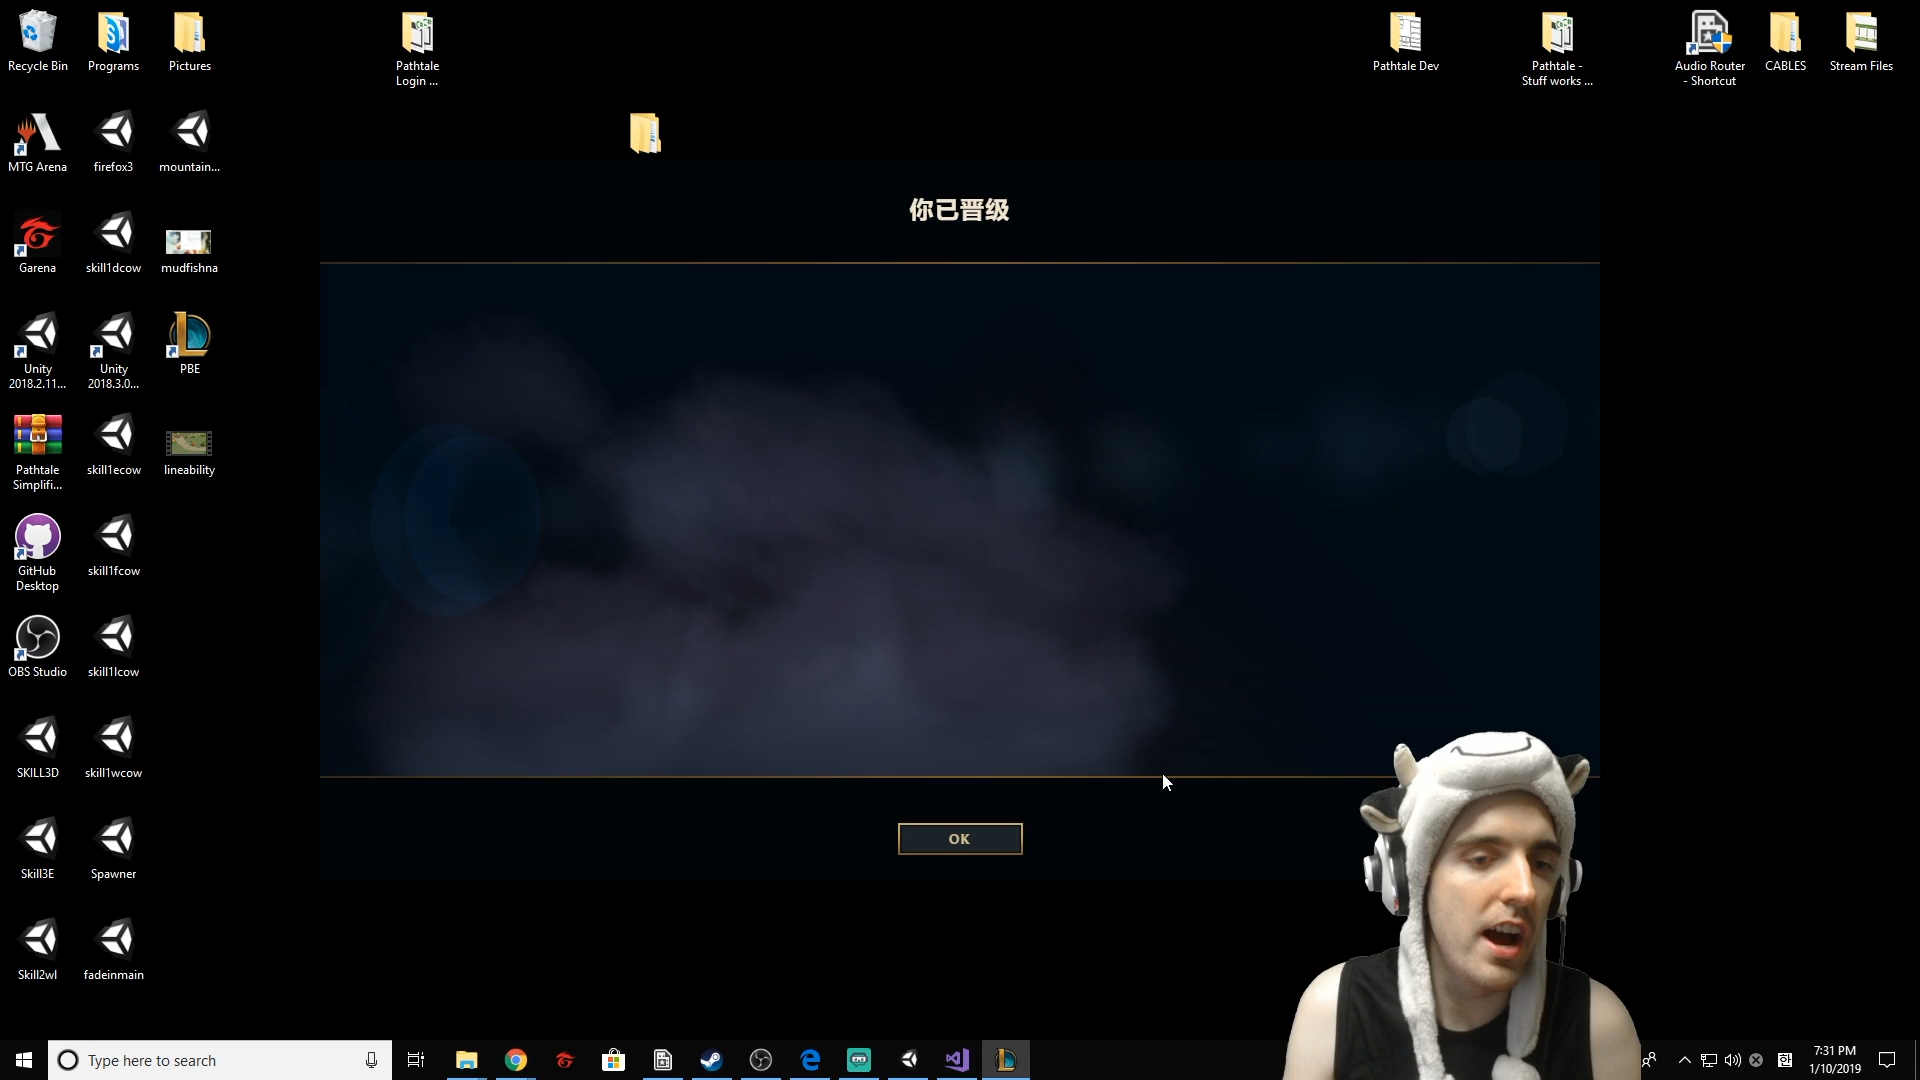 Recycle Bin
Programs
Pictures
Pathtale
Login ...
Pathtale Dev
Pathtale -
Stuff works ...
Audio Router
- Shortcut
CABLES
Stream Files
MTG Arena
firefox3
mountain...
你已晋级
Garena
skill1dcow
mudfishna
Unity
2018.2.11...
Unity
2018.3.0...
PBE
Pathtale
Simplifi...
skill1ecow
lineability
GitHub
Desktop
skill1fcow
OBS Studio
skill1lcow
SKILL3D
skill1wcow
OK
Skill3E
Spawner
Skill2wl
fadeinmain
Type here to search
한
7:31 PM
1/10/2019